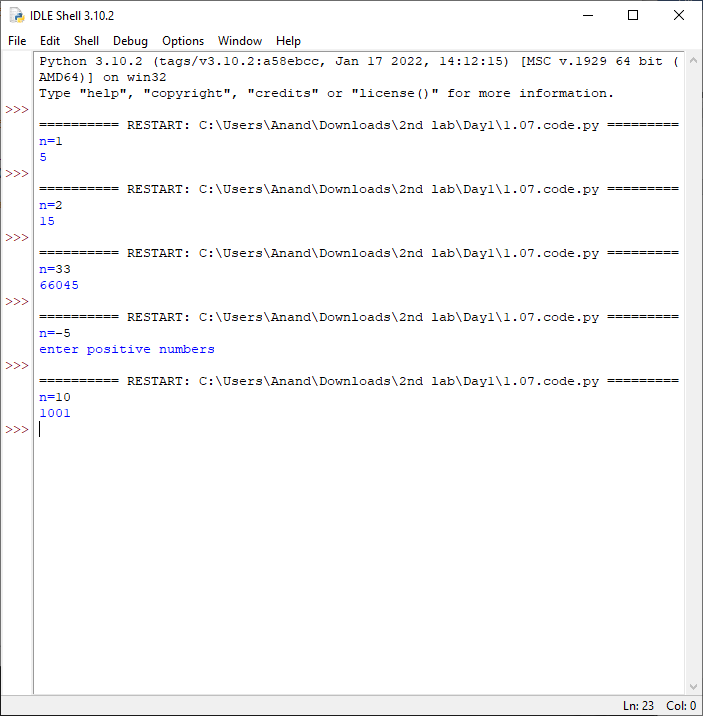 IDLE Shell 3.10.2
File Edit Shell Debug Options Window Help
Python 3.10.2 (tags/v3.10.2:a58ebcc, Jan 17 2022, 14:12:15) [MSC v.1929 64 bit (
AMD64)] on win32
Type "help", "copyright", "credits" or "license()" for more information.
>>>
========== RESTART: C:\Users\Anand\Downloads\2nd lab\Day1\1.07.code.py =========
n=1
5
>>>
========== RESTART: C:\Users\Anand\Downloads\2nd lab\Day1\1.07.code.py =========
n=2
15
>>>
========== RESTART: C:\Users\Anand\Downloads\2nd lab\Day1\1.07.code.py =========
n=33
66045
>>>
========== RESTART: C:\Users\Anand\Downloads\2nd lab\Day1\1.07.code.py =========
n=-5
enter positive numbers
>>>
========== RESTART: C:\Users\Anand\Downloads\2nd lab\Day1\1.07.code.py =========
n=10
1001
>>>
Ln: 23 Col: 0